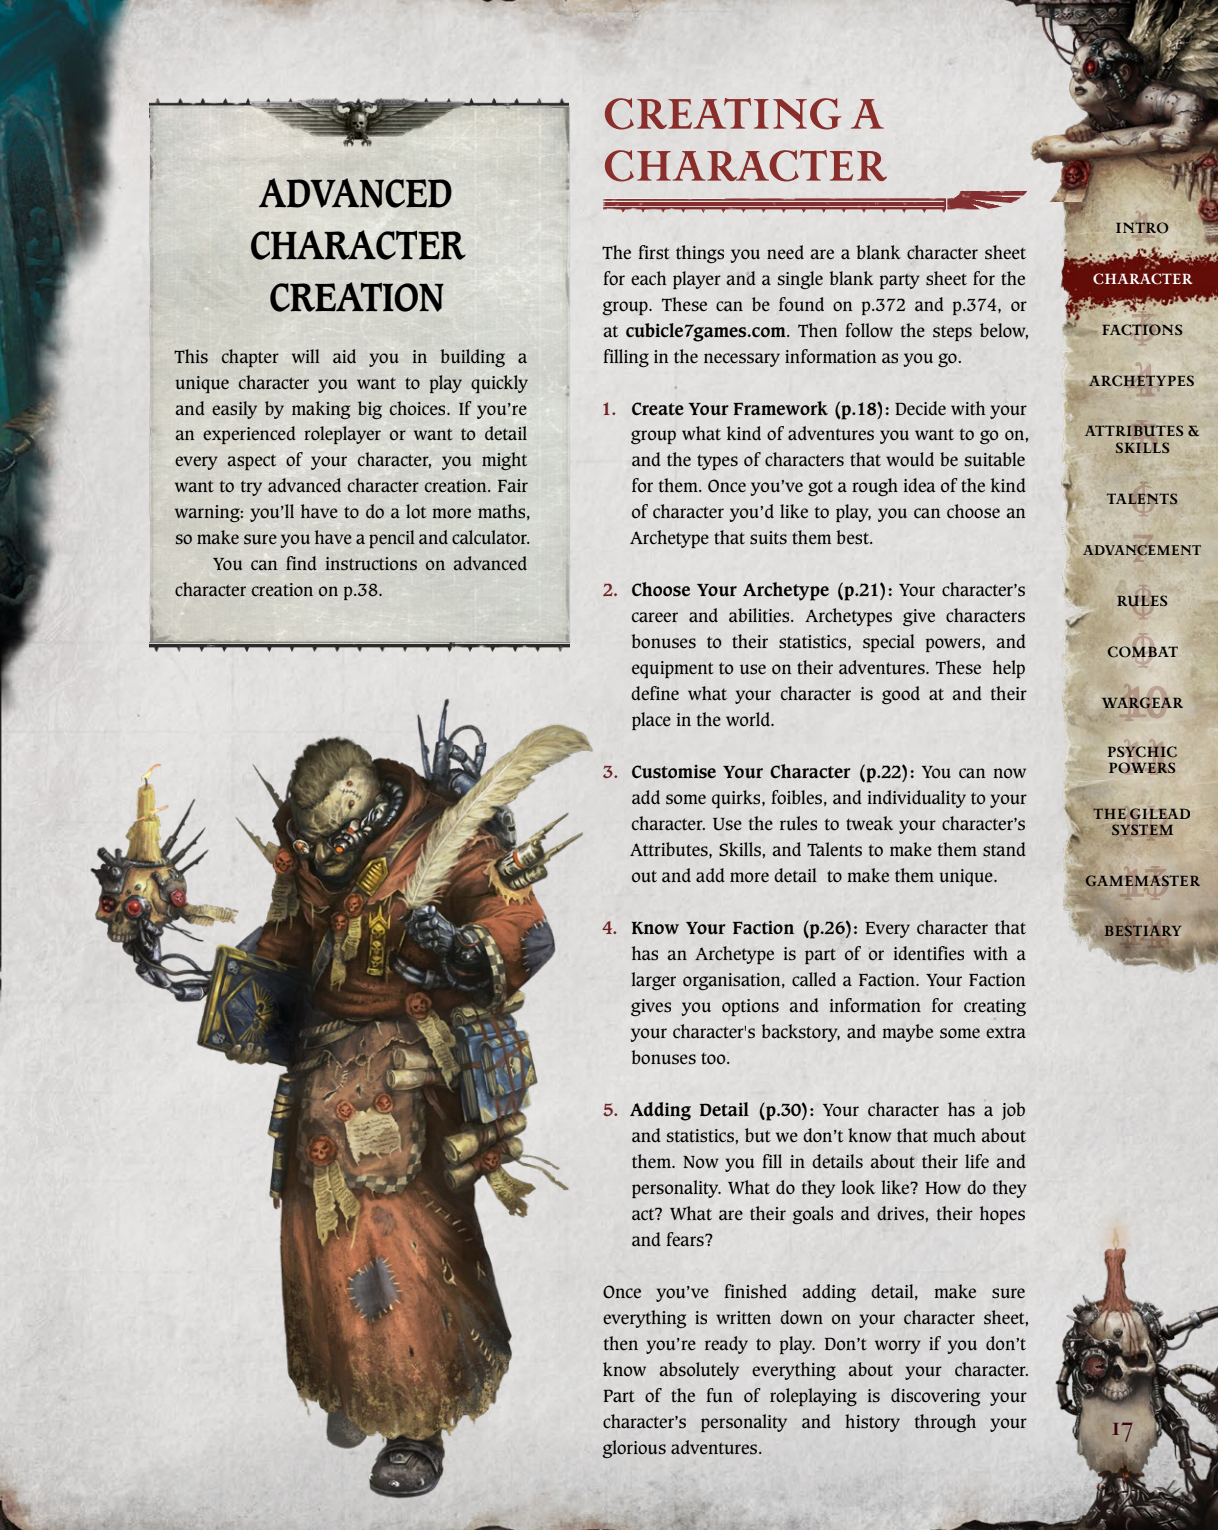 ADVANCED
CHARACTER
CREATION
This chapter will aid you in building a
unique character you want to play quickly
and easily by making big choices. If you're
an experienced roleplayer or want to detail
every aspect of your character, you might
want to try advanced character creation. Fair
warning: you'll have to do a lot more maths,
so make sure you have a pencil and calculator.
You can find instructions on advanced
character creation on p.38.
CREATING A
CHARACTER
The first things you need are a blank character sheet
for each player and a single blank party sheet for the
group. These can be found on p.372 and p.374, or
at cubicle7games.com. Then follow the steps below,
filling in the necessary information as you go.
1. Create Your Framework (p.18): Decide with your
group what kind of adventures you want to go on,
and the types of characters that would be suitable
for them. Once you've got a rough idea of the kind
of character you'd like to play, you can choose an
Archetype that suits them best.
2. Choose Your Archetype (p.21): Your character's
career and abilities. Archetypes give characters
bonuses to their statistics, special powers, and
equipment to use on their adventures. These help
define what your character is good at and their
place in the world.
3. Customise Your Character (p.22): You can now
add some quirks, foibles, and individuality to your
character. Use the rules to tweak your character's
Attributes, Skills, and Talents to make them stand
out and add more detail to make them unique.
4. Know Your Faction (p.26): Every character that
has an Archetype is part of or identifies with a
larger organisation, called a Faction. Your Faction
gives you options and information for creating
your character's backstory, and maybe some extra
bonuses too.
5. Adding Detail (p.30): Your character has a job
and statistics, but we don't know that much about
them. Now you fill in details about their life and
personality. What do they look like? How do they
act? What are their goals and drives, their hopes
and fears?
Once you've finished adding detail, make sure
everything is written down on your character sheet,
then you're ready to play. Don't worry if you don't
know absolutely everything about your character.
Part of the fun of roleplaying is discovering your
character's personality and history through your
glorious adventures.
INTRO
CHARACTER
FACTIONS
ARCHETYPES
ATTRIBUTES &
SKILLS
TALENTS
ADVANCEMENT
RULES
COMBAT
WARGEAR
PSYCHIC
POWERS
THE GILEAD
SYSTEM
GAMEMASTER
BESTIARY
17